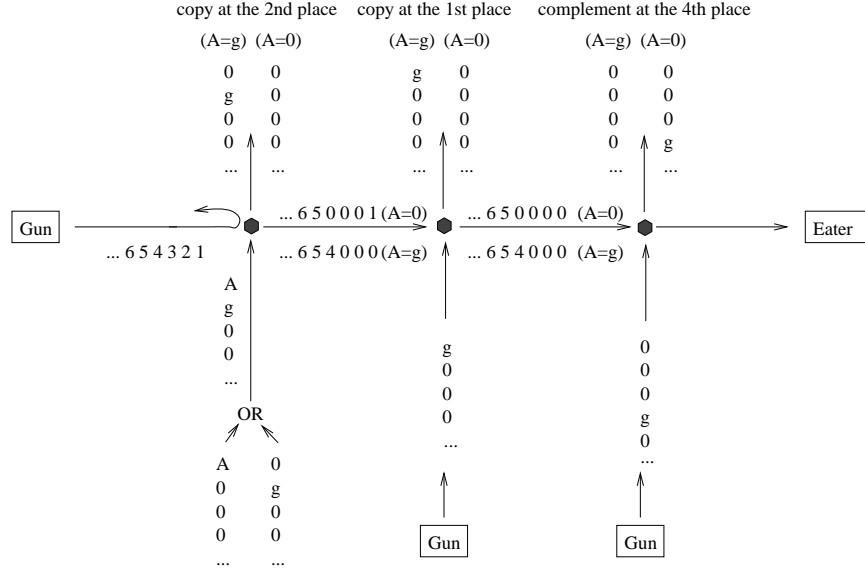 copy at the 2nd place copy at the 1st place complement at the 4th place
(A=g) (A=0) (A=g) (A=0) (A=g) (A=0)
0 0 g 0 0 0
g 0 0 0 0 0
0 0 0 0 0 0
0 0 0 0 0 g
... ... ... ... ... ...
... 6 5 0 0 0 1 (A=0) ... 6 5 0 0 0 0 (A=0)
Gun Eater
... 6 5 4 3 2 1 ... 6 5 4 0 0 0 (A=g) ... 6 5 4 0 0 0 (A=g)
A
g
0
0
...
g
0
0
0
...
0
0
0
g
0
...
OR
A 0
0 g
0 0
0 0
... ...
Gun Gun